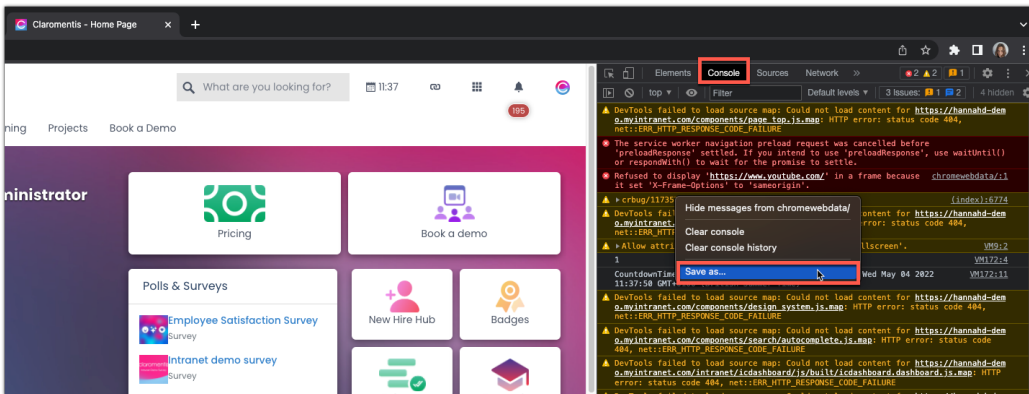 Claromentis - Home Page
What are you looking for?
11:37
195
ning Projects Book a Demo
ministrator
Pricing
Book a demo
Polls & Surveys
Employee Satisfaction Survey
Survey
Intranet demo survey
Survey
New Hire Hub
Badges
Elements Console Sources Network »
2 2 1
top ▼ Filter Default levels ▼ 3 Issues: 1 2 4 hidden
DevTools failed to load source map: Could not load content for https://hannahd-dem
o.myintranet.com/components/page_top.js.map: HTTP error: status code 404,
net::ERR_HTTP_RESPONSE_CODE_FAILURE
The service worker navigation preload request was cancelled before
'preloadResponse' settled. If you intend to use 'preloadResponse', use waitUntil()
or respondWith() to wait for the promise to settle.
Refused to display 'https://www.youtube.com/' in a frame because chromewebdata/:1
it set 'X-Frame-Options' to 'sameorigin'.
crbug/11735 (index):6774
DevTools fail ontent for https://hannahd-dem
o.myintranet. error: status code 404,
net::ERR_HTTP
Allow attri llscreen'. VM9:2
1 VM172:4
CountdownTime Wed May 04 2022 VM172:11
11:37:50 GMT+
Hide messages from chromewebdata/
Clear console
Clear console history
Save as...
DevTools failed to load source map: Could not load content for https://hannahd-dem
o.myintranet.com/components/design_system.js.map: HTTP error: status code 404,
net::ERR_HTTP_RESPONSE_CODE_FAILURE
DevTools failed to load source map: Could not load content for https://hannahd-dem
o.myintranet.com/components/search/autocomplete.js.map: HTTP error: status code
404, net::ERR_HTTP_RESPONSE_CODE_FAILURE
DevTools failed to load source map: Could not load content for https://hannahd-dem
o.myintranet.com/intranet/icdashboard/js/built/icdashboard.dashboard.js.map: HTTP
error: status code 404, net::ERR_HTTP_RESPONSE_CODE_FAILURE